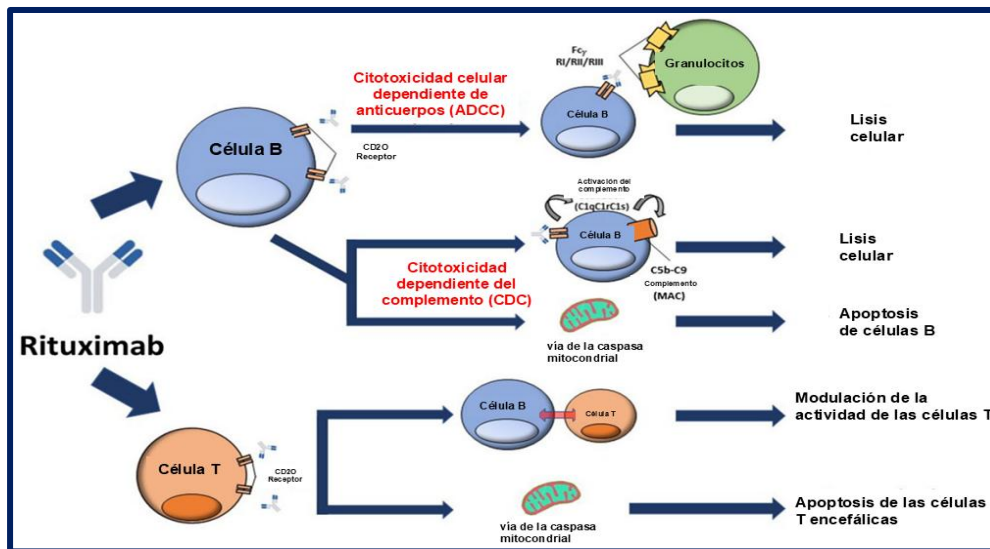 Rituximab
Célula B
CD2O
Receptor
Citotoxicidad celular
dependiente de
anticuerpos (ADCC)
Fcγ
RI/RII/RIII
Célula B
Granulocitos
Lisis
celular
Citotoxicidad
dependiente del
complemento (CDC)
Activación del
complemento
(C1qC1rC1s)
Célula B
C5b-C9
Complemento
(MAC)
Lisis
celular
vía de la caspasa
mitocondrial
Apoptosis
de células B
Célula T
CD2O
Receptor
Célula B
Célula T
Modulación de la
actividad de las células T
vía de la caspasa
mitocondrial
Apoptosis de las células
T encefálicas